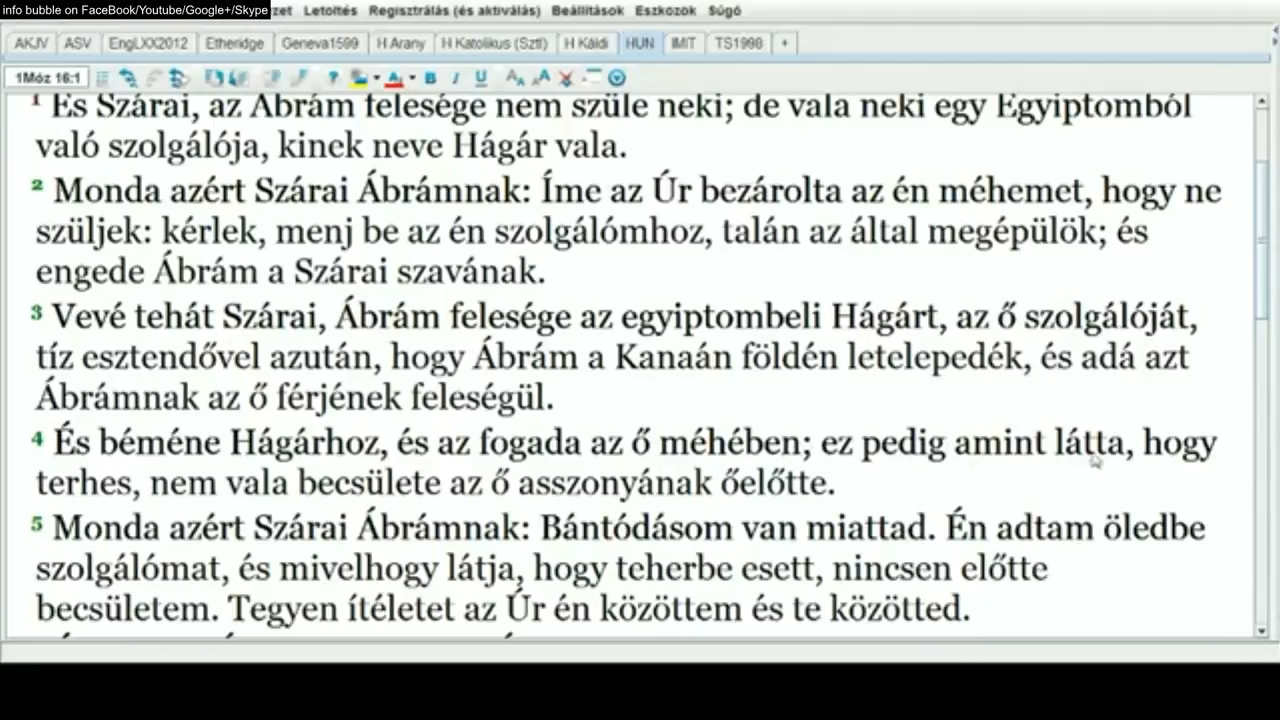 info bubble on FaceBook/Youtube/Google+/Skype
Letöltés Regisztrálás (és aktiválás) Beállítások Eszközök Súgó
AKJV ASV EngLXX2012 Etheridge Geneva1599 H Arany H Katolikus (SztI) H Káldi HUN IMIT TS1998 +
1Móz 16:1
1 És Szárai, az Ábrám felesége nem szüle neki; de vala neki egy Egyiptomból
való szolgálója, kinek neve Hágár vala.
2 Monda azért Szárai Ábrámnak: Íme az Úr bezárolta az én méhemet, hogy ne
szüljek: kérlek, menj be az én szolgálómhoz, talán az által megépülök; és
engede Ábrám a Szárai szavának.
3 Vevé tehát Szárai, Ábrám felesége az egyiptombeli Hágárt, az ő szolgálóját,
tíz esztendővel azután, hogy Ábrám a Kanaán földén letelepedék, és adá azt
Ábrámnak az ő férjének feleségül.
4 És béméne Hágárhoz, és az fogada az ő méhében; ez pedig amint látta, hogy
terhes, nem vala becsülete az ő asszonyának őelőtte.
5 Monda azért Szárai Ábrámnak: Bántódásom van miattad. Én adtam öledbe
szolgálómat, és mivelhogy látja, hogy teherbe esett, nincsen előtte
becsületem. Tegyen ítéletet az Úr én közöttem és te közötted.